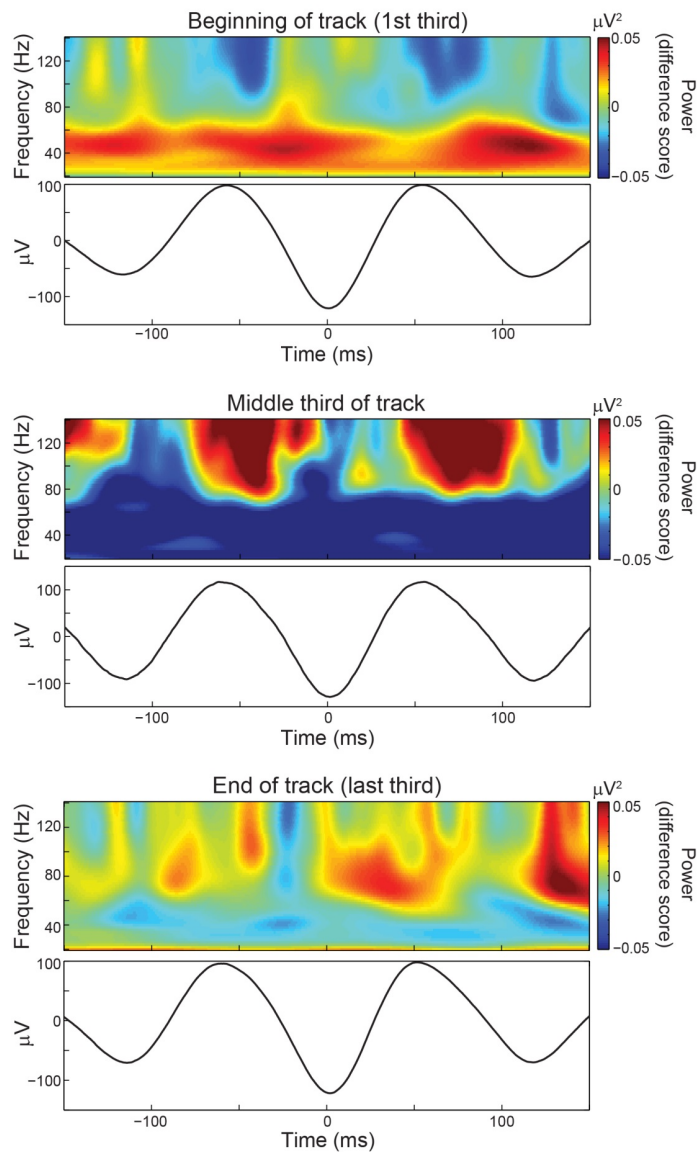 Beginning of track (1st third)
μV²
120
80
40
Frequency (Hz)
0.05
0
−0.05
Power
(difference score)
100
0
−100
μV
−100
0
100
Time (ms)
Middle third of track
μV²
120
80
40
Frequency (Hz)
0.05
0
−0.05
Power
(difference score)
100
0
−100
μV
−100
0
100
Time (ms)
End of track (last third)
μV²
120
80
40
Frequency (Hz)
0.05
0
−0.05
Power
(difference score)
100
0
−100
μV
−100
0
100
Time (ms)